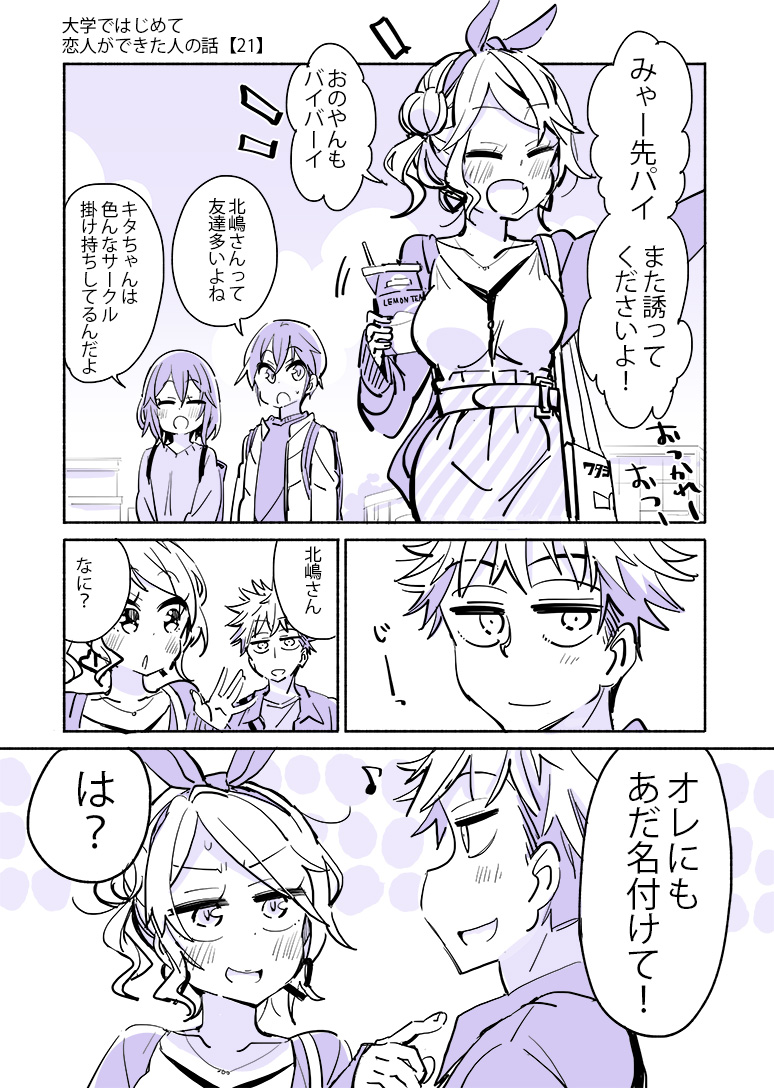 大学ではじめて
恋人ができた人の話【21】
みゃー先パイ
また誘って
くださいよ！
おのやんも
バイバーイ
北嶋さんって
友達多いよね
キタちゃんは
色んなサークル
掛け持ちしてるんだよ
LEMON TEA
ワタヨ
おっかれー
おつー
じーっ
北嶋さん
なに？
オレにも
あだ名付けて！
は？